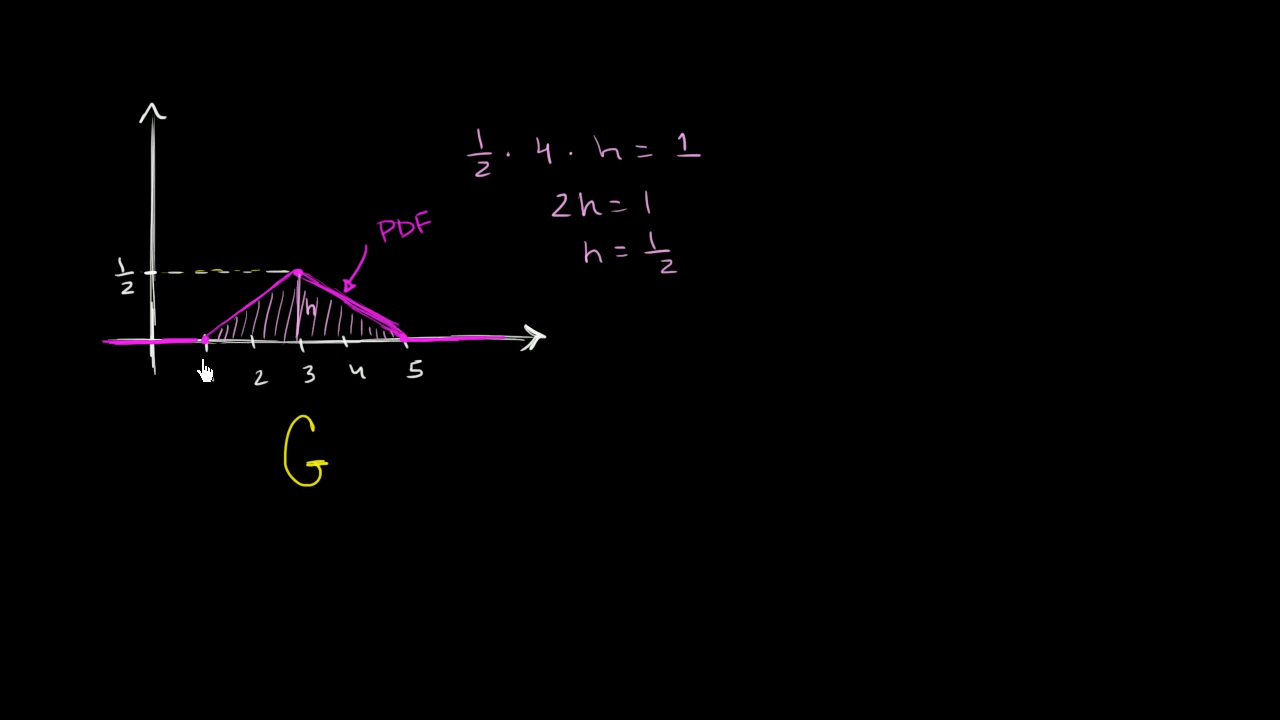 1/2 · 4 · h = 1
2h = 1
h = 1/2
PDF
1/2
h
2 3 4 5
G